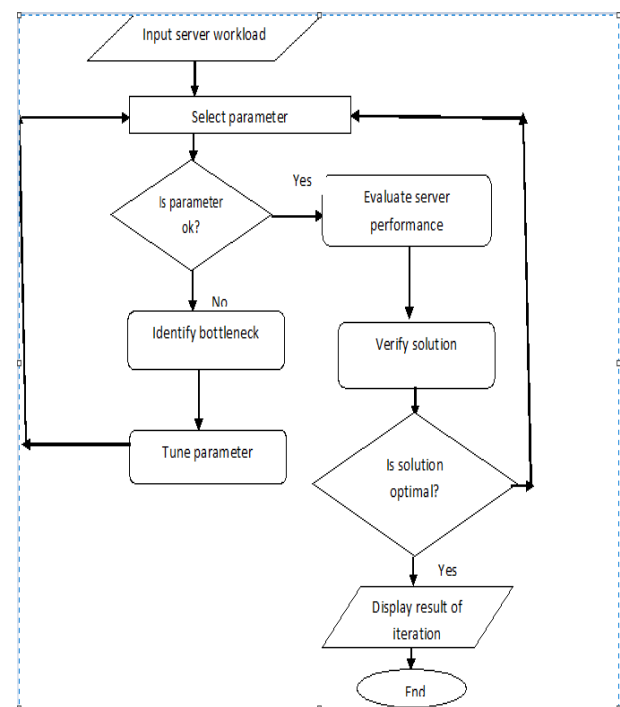 Input server workload
Select parameter
Is parameter
ok?
Yes
Evaluate server
performance
No
Identify bottleneck
Verify solution
Tune parameter
Is solution
optimal?
Yes
Display result of
iteration
End